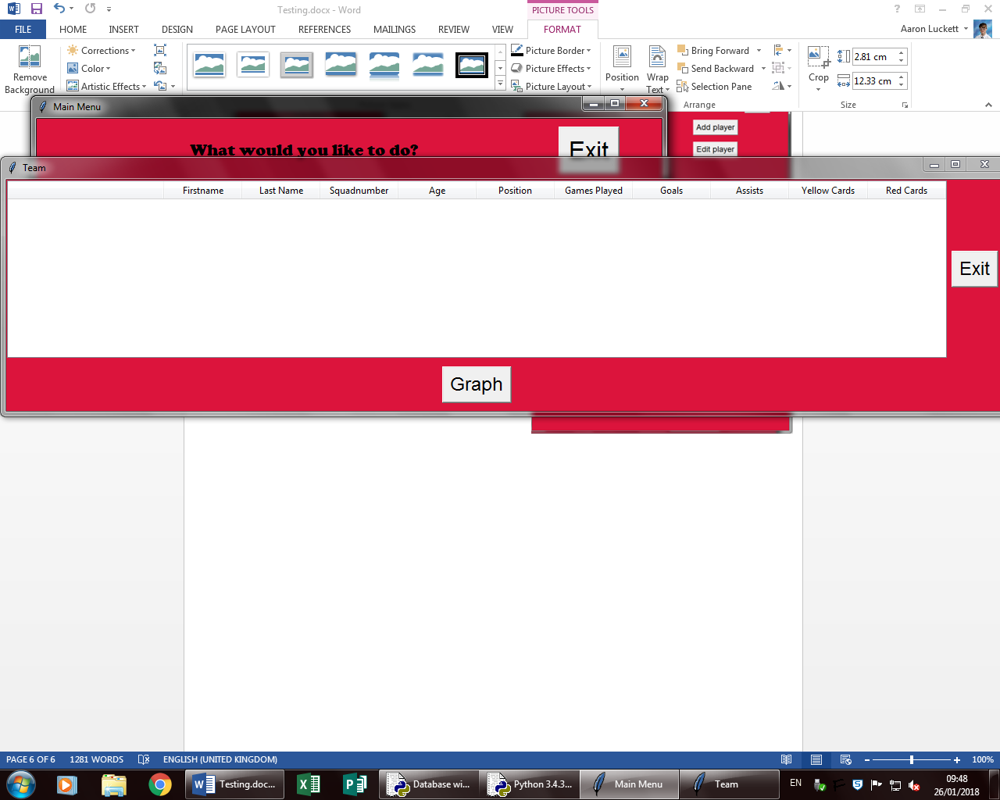 Testing.docx - Word
PICTURE TOOLS
FILE
HOME
INSERT
DESIGN
PAGE LAYOUT
REFERENCES
MAILINGS
REVIEW
VIEW
FORMAT
Aaron Luckett
Remove
Background
Corrections
Color
Artistic Effects
Picture Border
Picture Effects
Picture Layout
Position
Wrap
Text
Bring Forward
Send Backward
Selection Pane
Arrange
Crop
2.81 cm
12.33 cm
Size
Main Menu
What would you like to do?
Exit
Add player
Edit player
Team
Firstname
Last Name
Squadnumber
Age
Position
Games Played
Goals
Assists
Yellow Cards
Red Cards
Exit
Graph
PAGE 6 OF 6
1281 WORDS
ENGLISH (UNITED KINGDOM)
100%
Testing.doc...
Database wi...
Python 3.4.3...
Main Menu
Team
EN
09:48
26/01/2018